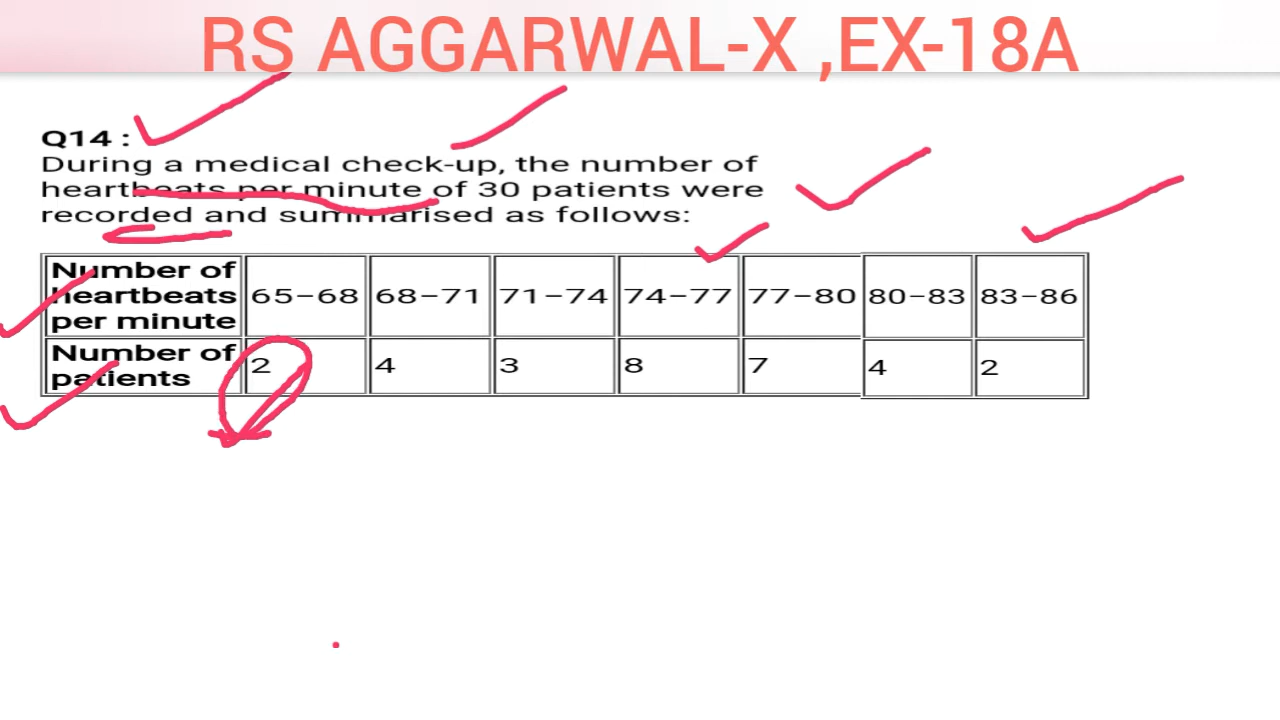 RS AGGARWAL-X ,EX-18A
Q14 :
During a medical check-up, the number of
heartbeats per minute of 30 patients were
recorded and summarised as follows:
Number of heartbeats per minute 65–68 68–71 71–74 74–77 77–80 80–83 83–86
Number of patients 2 4 3 8 7 4 2